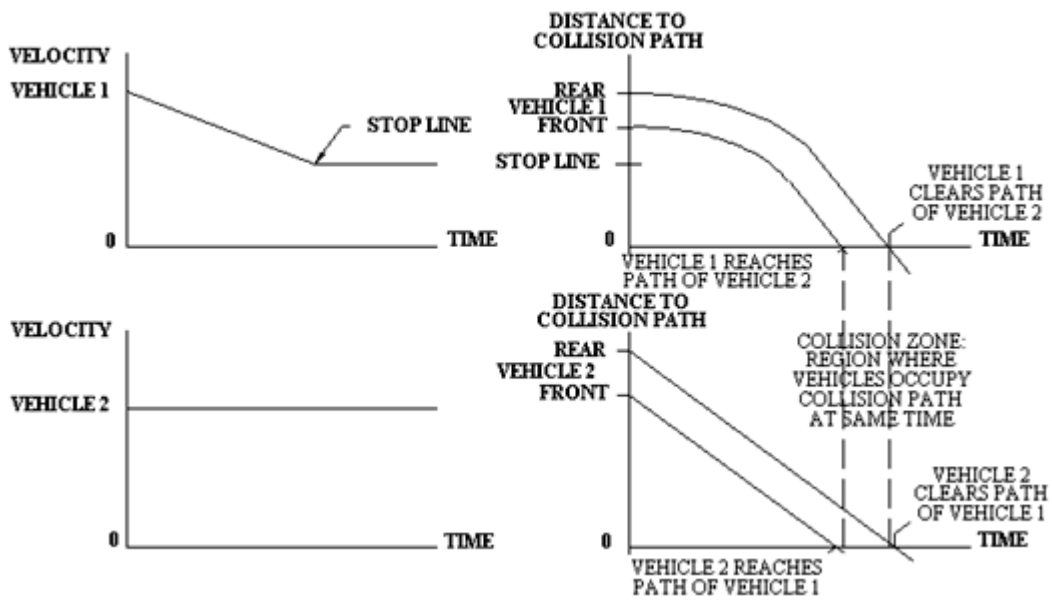 VELOCITY
VEHICLE 1
STOP LINE
0
TIME
DISTANCE TO
COLLISION PATH
REAR
VEHICLE 1
FRONT
STOP LINE
0
VEHICLE 1
CLEARS PATH
OF VEHICLE 2
TIME
VEHICLE 1 REACHES
PATH OF VEHICLE 2
VELOCITY
VEHICLE 2
0
TIME
DISTANCE TO
COLLISION PATH
REAR
VEHICLE 2
FRONT
COLLISION ZONE:
REGION WHERE
VEHICLES OCCUPY
COLLISION PATH
AT SAME TIME
VEHICLE 2
CLEARS PATH
OF VEHICLE 1
0
TIME
VEHICLE 2 REACHES
PATH OF VEHICLE 1